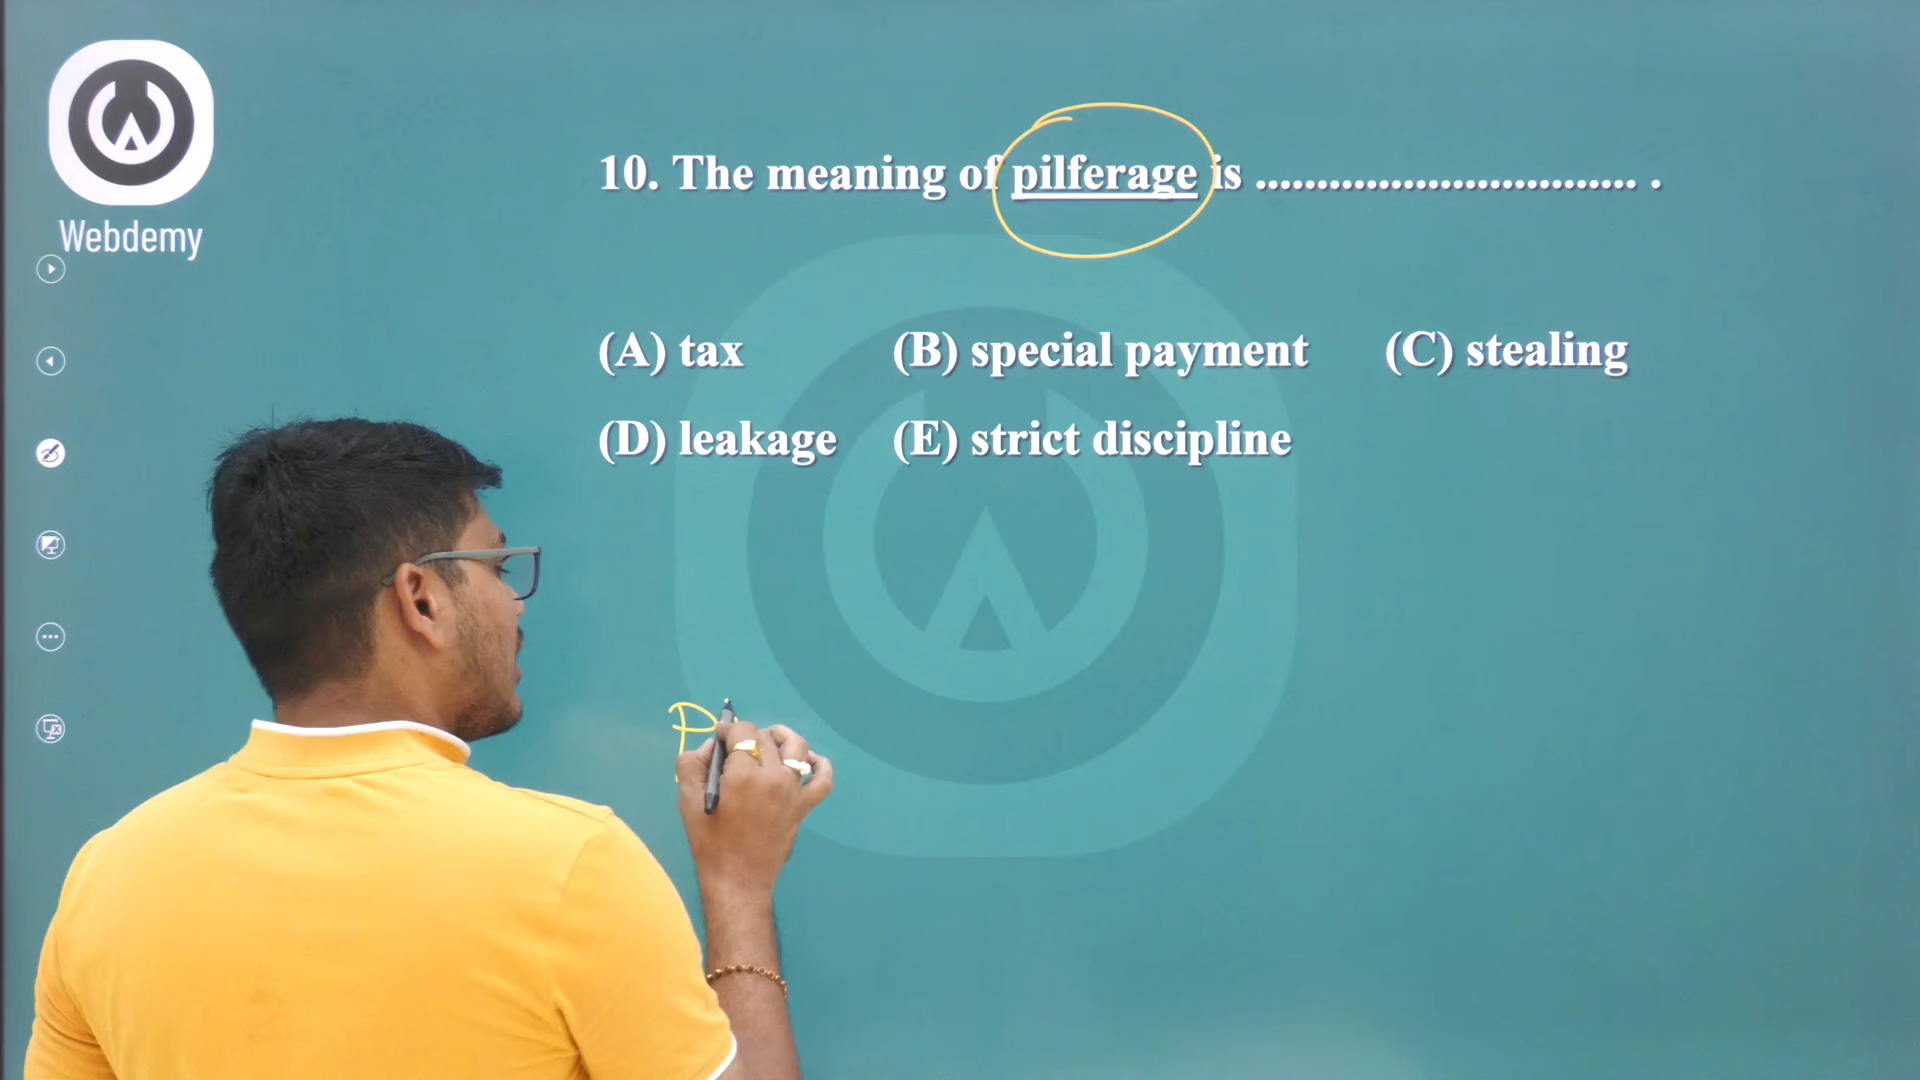 Webdemy
10. The meaning of pilferage is ............................... .
(A) tax (B) special payment (C) stealing
(D) leakage (E) strict discipline
P